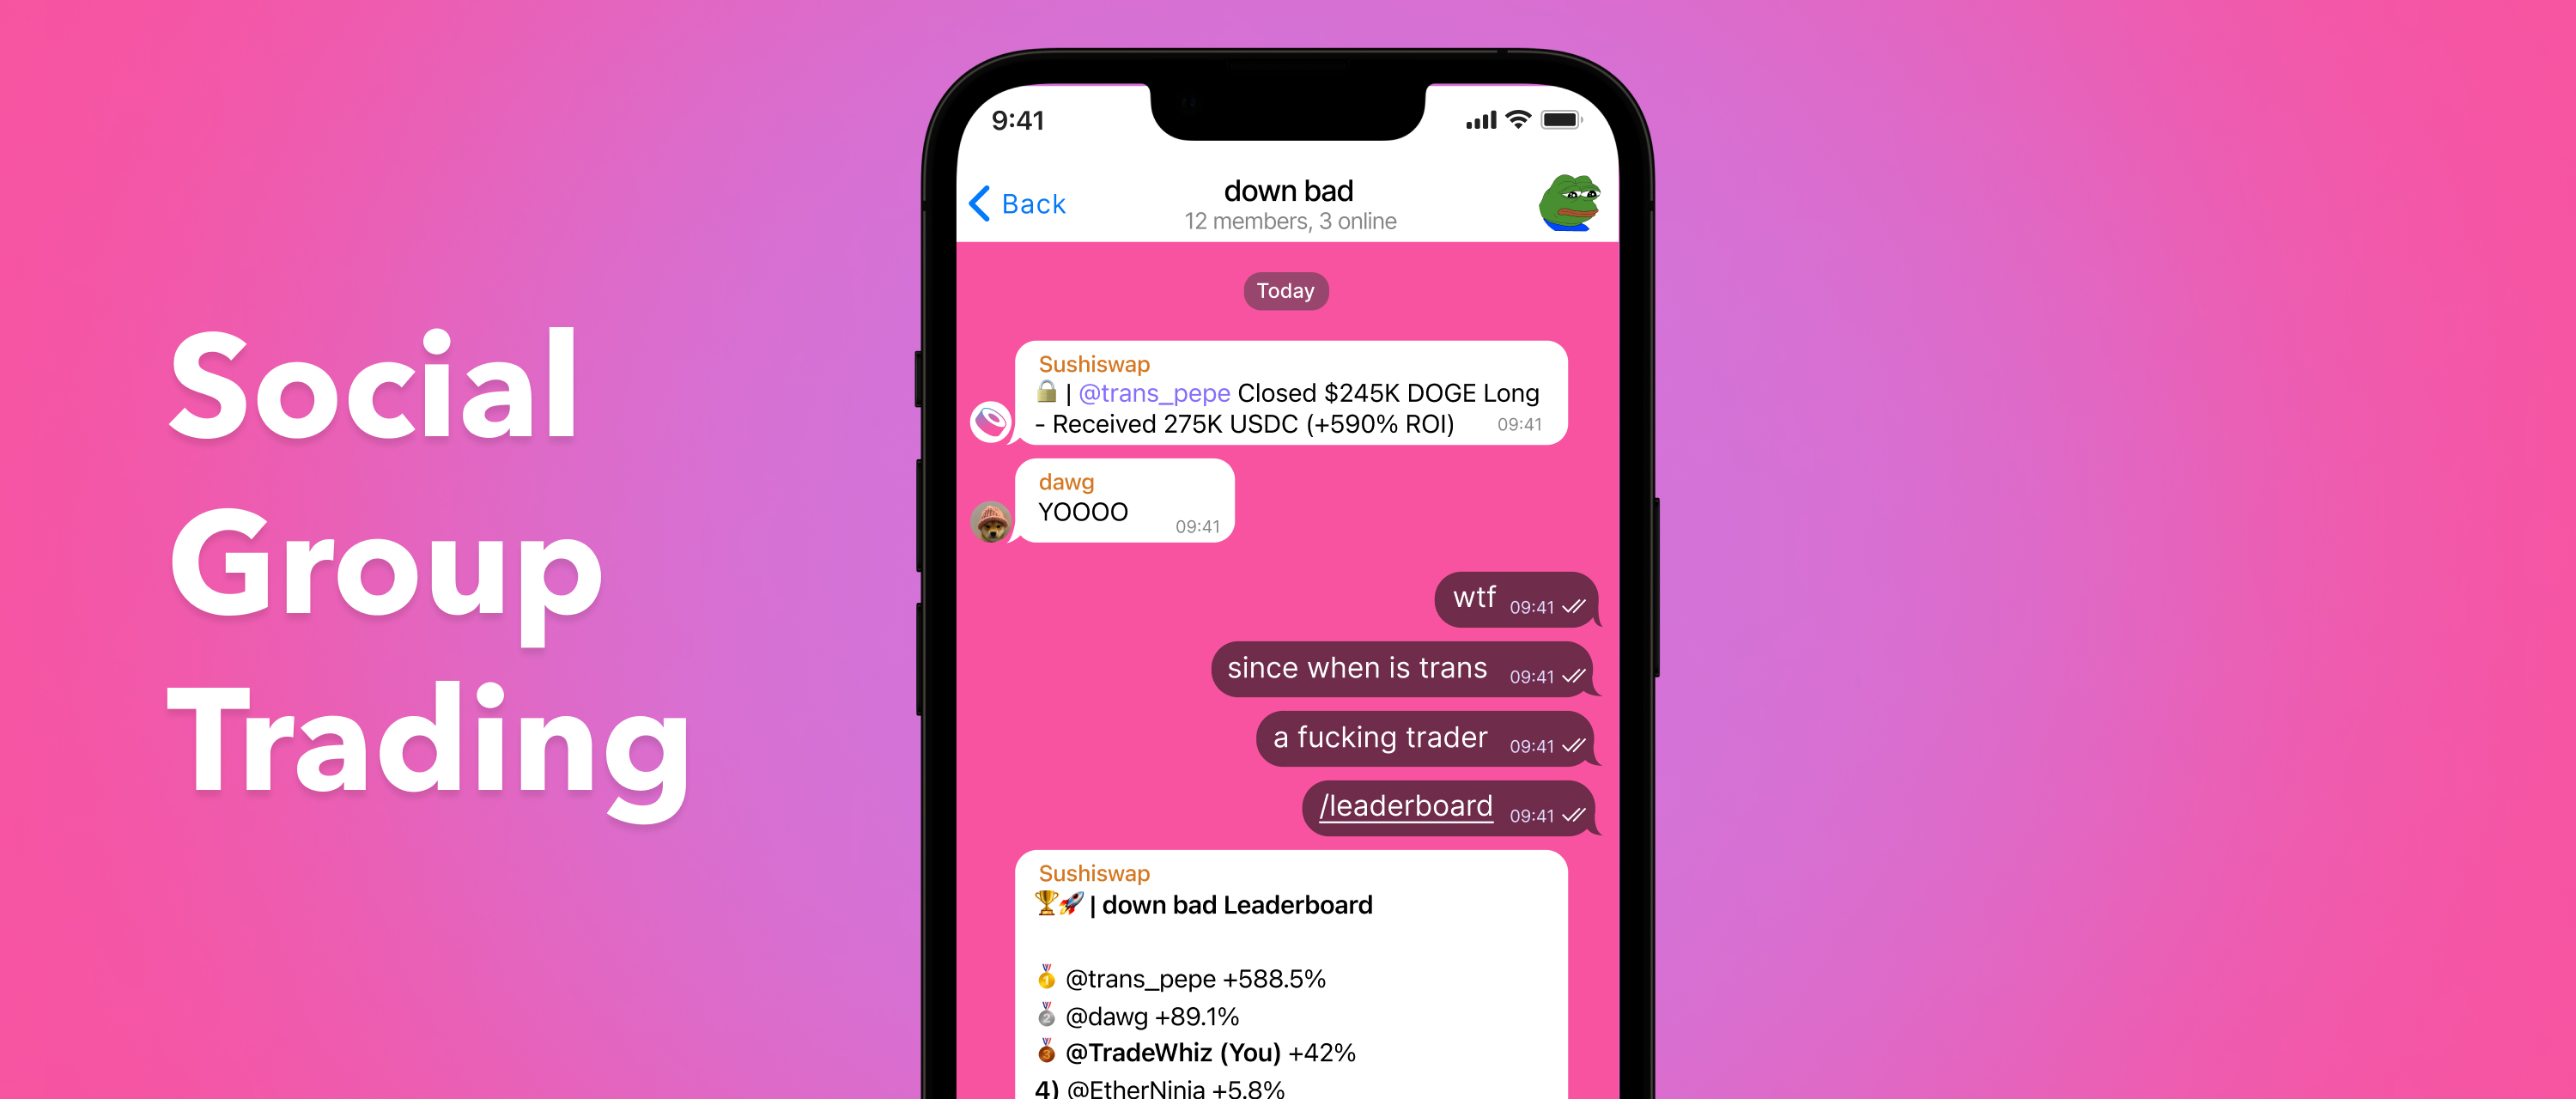 Social
Group
Trading
9:41
Back
down bad
12 members, 3 online
Today
Sushiswap
🔒 | @trans_pepe Closed $245K DOGE Long
- Received 275K USDC (+590% ROI) 09:41
dawg
YOOOO 09:41
wtf 09:41
since when is trans 09:41
a fucking trader 09:41
/leaderboard 09:41
Sushiswap
🏆🚀 | down bad Leaderboard
🥇 @trans_pepe +588.5%
🥈 @dawg +89.1%
🥉 @TradeWhiz (You) +42%
4) @EtherNinja +5.8%